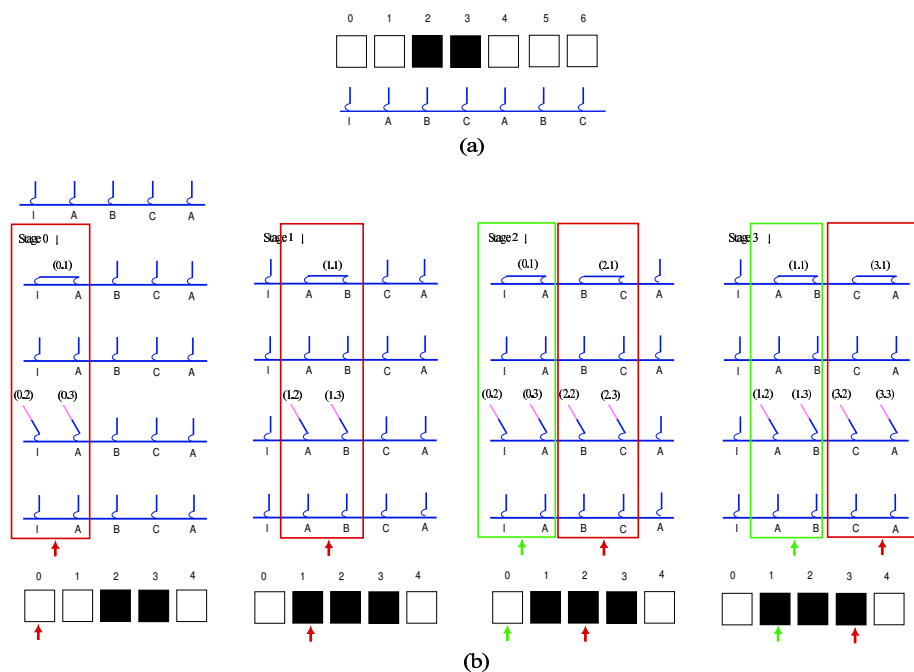 0 1 2 3 4 5 6
I A B C A B C
(a)
I A B C A
Stage 0 ↓ Stage 1 ↓ Stage 2 ↓ Stage 3 ↓
(0.1) (1.1) (0.1) (2.1) (1.1) (3.1)
I A B C A I A B C A I A B C A I A B C A
I A B C A I A B C A I A B C A I A B C A
(0.2) (0.3) (1.2) (1.3) (0.2) (0.3) (2.2) (2.3) (1.2) (1.3) (3.2) (3.3)
I A B C A I A B C A I A B C A I A B C A
I A B C A I A B C A I A B C A I A B C A
0 1 2 3 4 0 1 2 3 4 0 1 2 3 4 0 1 2 3 4
(b)